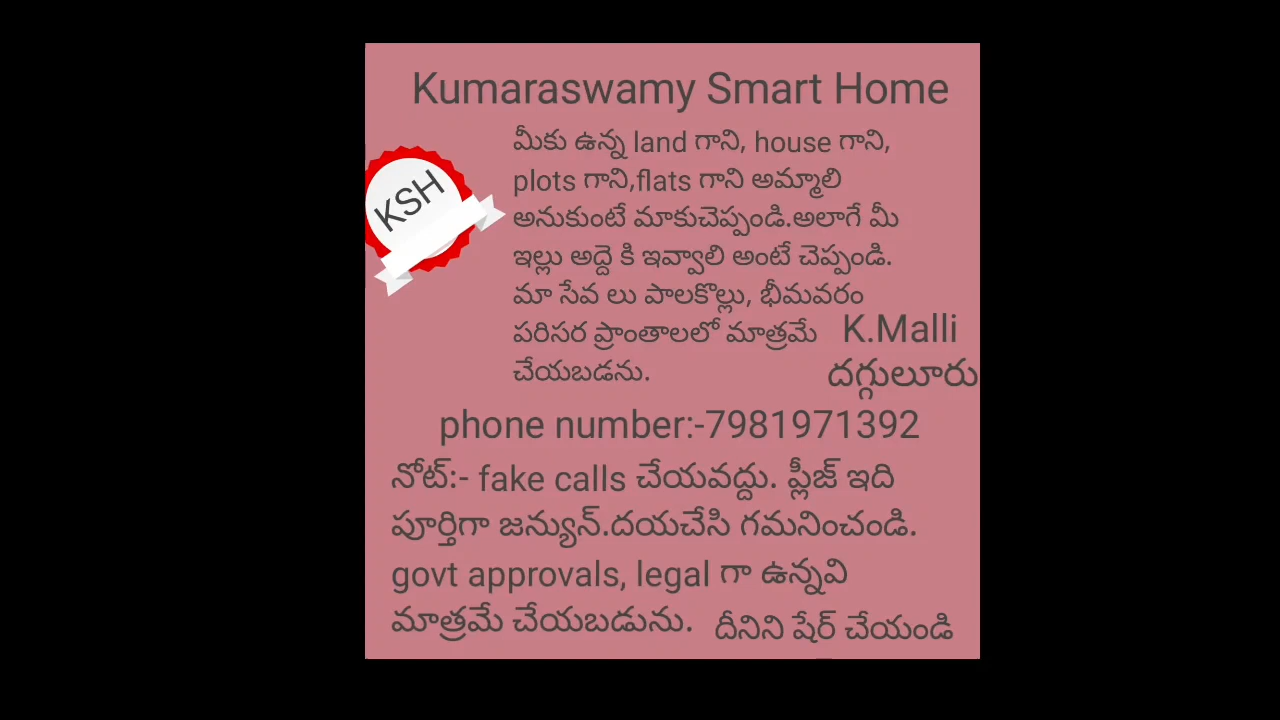 Kumaraswamy Smart Home
మీకు ఉన్న land గాని, house గాని,
plots గాని,flats గాని అమ్మాలి
అనుకుంటే మాకుచెప్పండి.అలాగే మీ
ఇల్లు అద్దె కి ఇవ్వాలి అంటే చెప్పండి.
మా సేవ లు పాలకొల్లు, భీమవరం
పరిసర ప్రాంతాలలో మాత్రమే
చేయబడను.
KSH
K.Malli
దగ్గులూరు
phone number:-7981971392
నోట్:- fake calls చేయవద్దు. ప్లీజ్ ఇది
పూర్తిగా జన్యున్.దయచేసి గమనించండి.
govt approvals, legal గా ఉన్నవి
మాత్రమే చేయబడును.
దీనిని షేర్ చేయండి